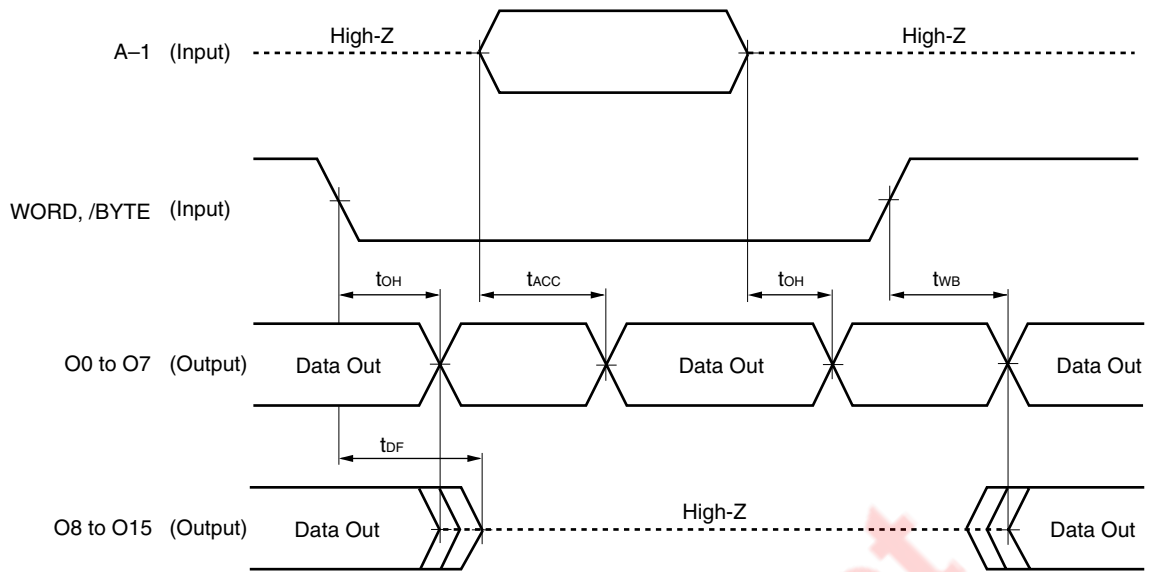 High-Z
High-Z
A–1 (Input)
WORD, /BYTE (Input)
tOH
tACC
tOH
tWB
O0 to O7 (Output)
Data Out
Data Out
Data Out
tDF
O8 to O15 (Output)
Data Out
High-Z
Data Out